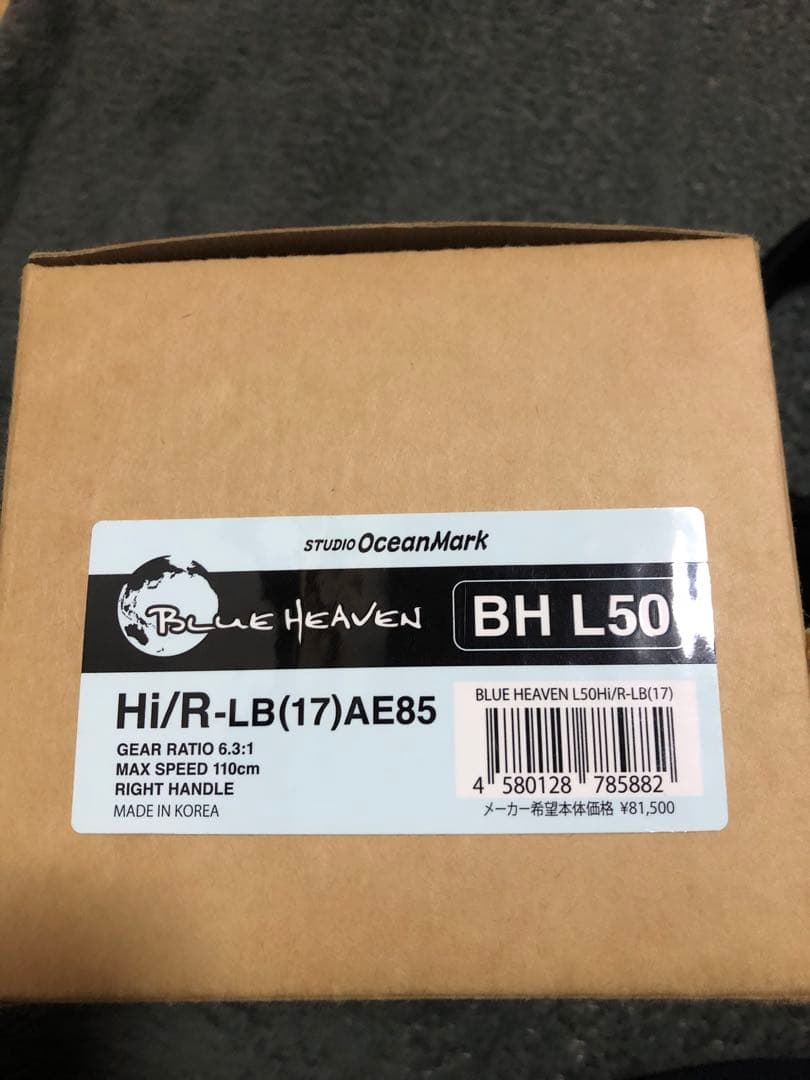 STUDIO OceanMark
BLUE HEAVEN
BH L50
Hi/R-LB(17)AE85
GEAR RATIO 6.3:1
MAX SPEED 110cm
RIGHT HANDLE
MADE IN KOREA
BLUE HEAVEN L50Hi/R-LB(17)
4 580128 785882
メーカー希望本体価格 ¥81,500